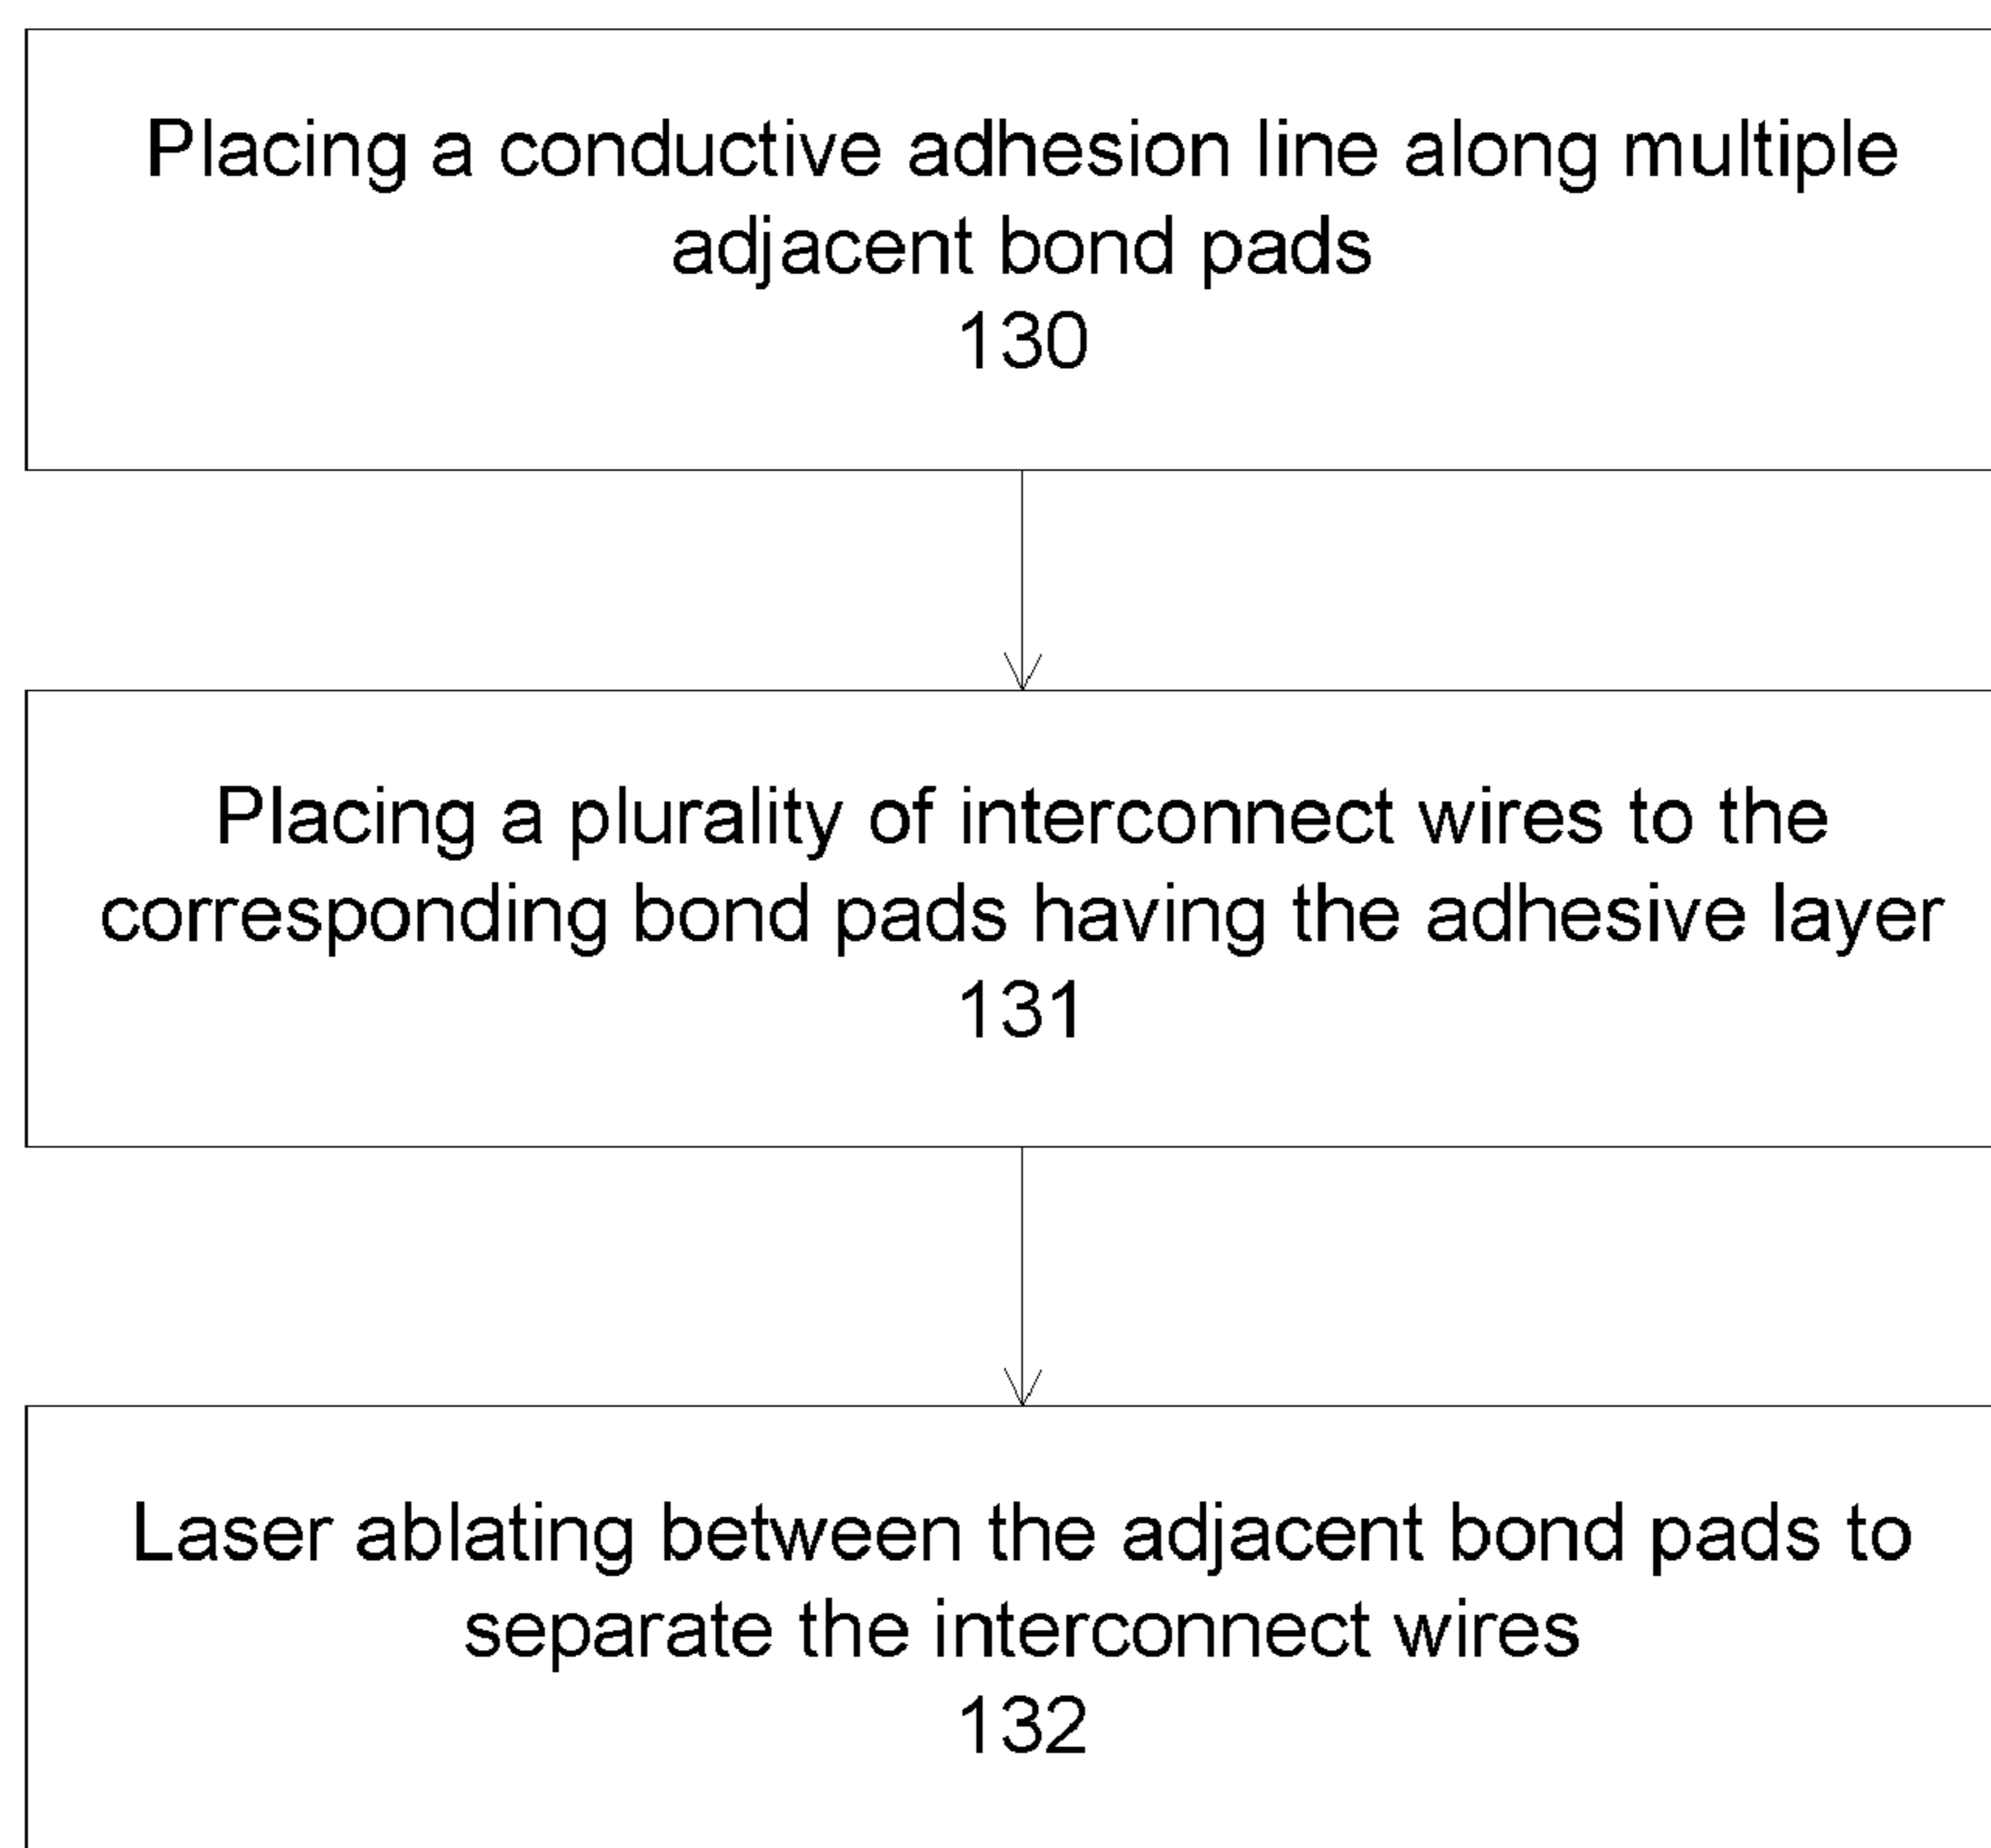 Placing a conductive adhesion line along multiple
adjacent bond pads
130
Placing a plurality of interconnect wires to the
corresponding bond pads having the adhesive layer
131
Laser ablating between the adjacent bond pads to
separate the interconnect wires
132